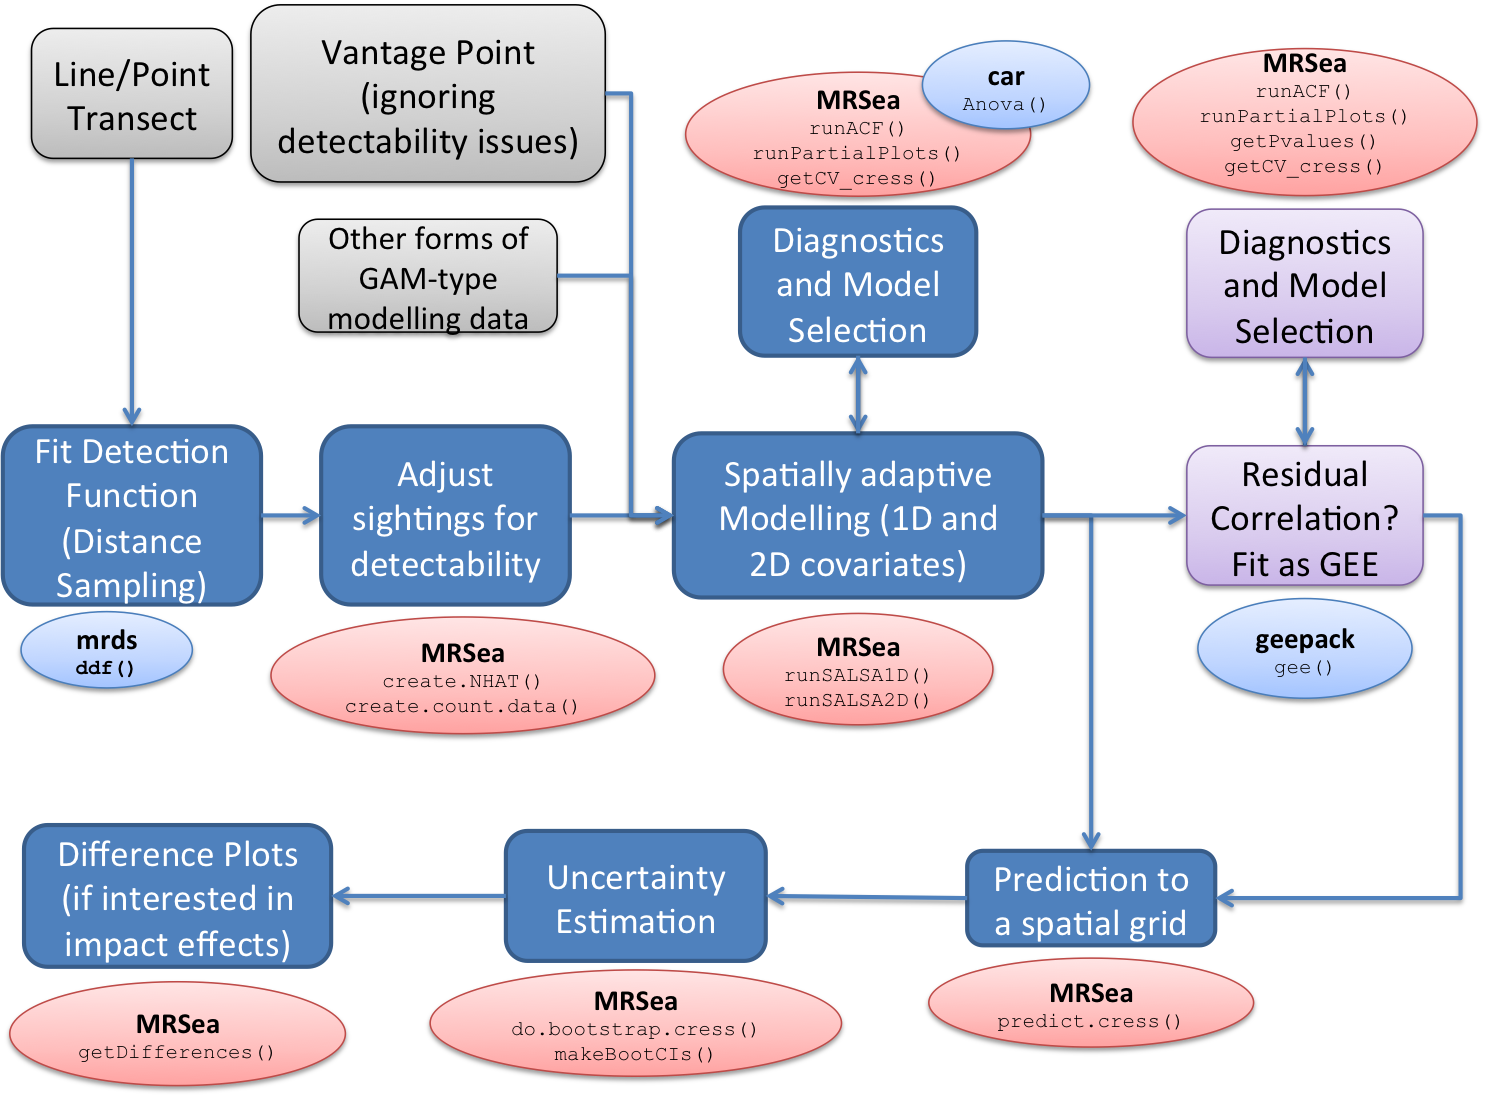 Line/Point
Transect
Vantage Point
(ignoring
detectability issues)
Other forms of
GAM-type
modelling data
MRSea
runACF()
runPartialPlots()
getCV_cress()
car
Anova()
MRSea
runACF()
runPartialPlots()
getPvalues()
getCV_cress()
Diagnostics
and Model
Selection
Diagnostics
and Model
Selection
Fit Detection
Function
(Distance
Sampling)
Adjust
sightings for
detectability
Spatially adaptive
Modelling (1D and
2D covariates)
Residual
Correlation?
Fit as GEE
mrds
ddf()
MRSea
create.NHAT()
create.count.data()
MRSea
runSALSA1D()
runSALSA2D()
geepack
gee()
Difference Plots
(if interested in
impact effects)
Uncertainty
Estimation
Prediction to
a spatial grid
MRSea
getDifferences()
MRSea
do.bootstrap.cress()
makeBootCIs()
MRSea
predict.cress()